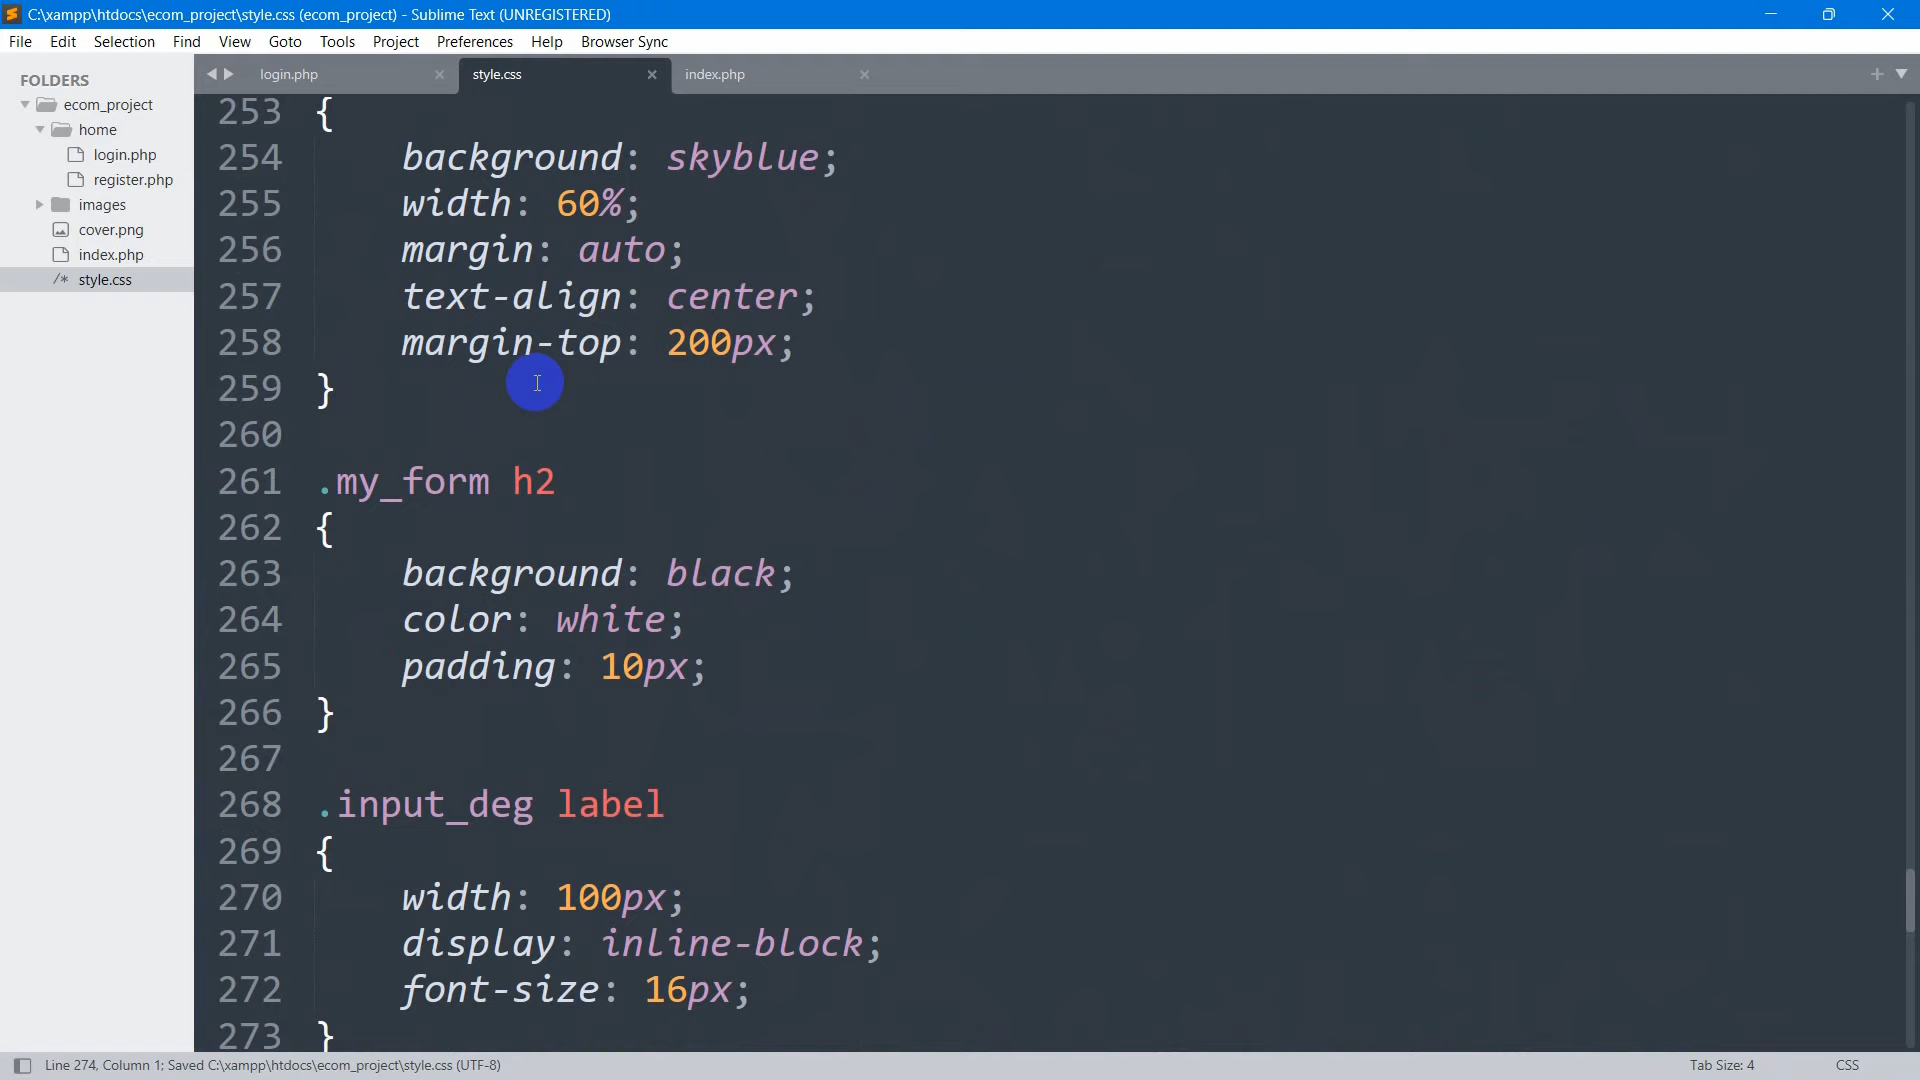 C:\xampp\htdocs\ecom_project\style.css (ecom_project) - Sublime Text (UNREGISTERED)
File Edit Selection Find View Goto Tools Project Preferences Help Browser Sync
FOLDERS
ecom_project
home
login.php
register.php
images
cover.png
index.php
/* style.css
login.php style.css index.php
253 {
254 background: skyblue;
255 width: 60%;
256 margin: auto;
257 text-align: center;
258 margin-top: 200px;
259 }
260
261 .my_form h2
262 {
263 background: black;
264 color: white;
265 padding: 10px;
266 }
267
268 .input_deg label
269 {
270 width: 100px;
271 display: inline-block;
272 font-size: 16px;
273 }
Line 274, Column 1; Saved C:\xampp\htdocs\ecom_project\style.css (UTF-8) Tab Size: 4 CSS